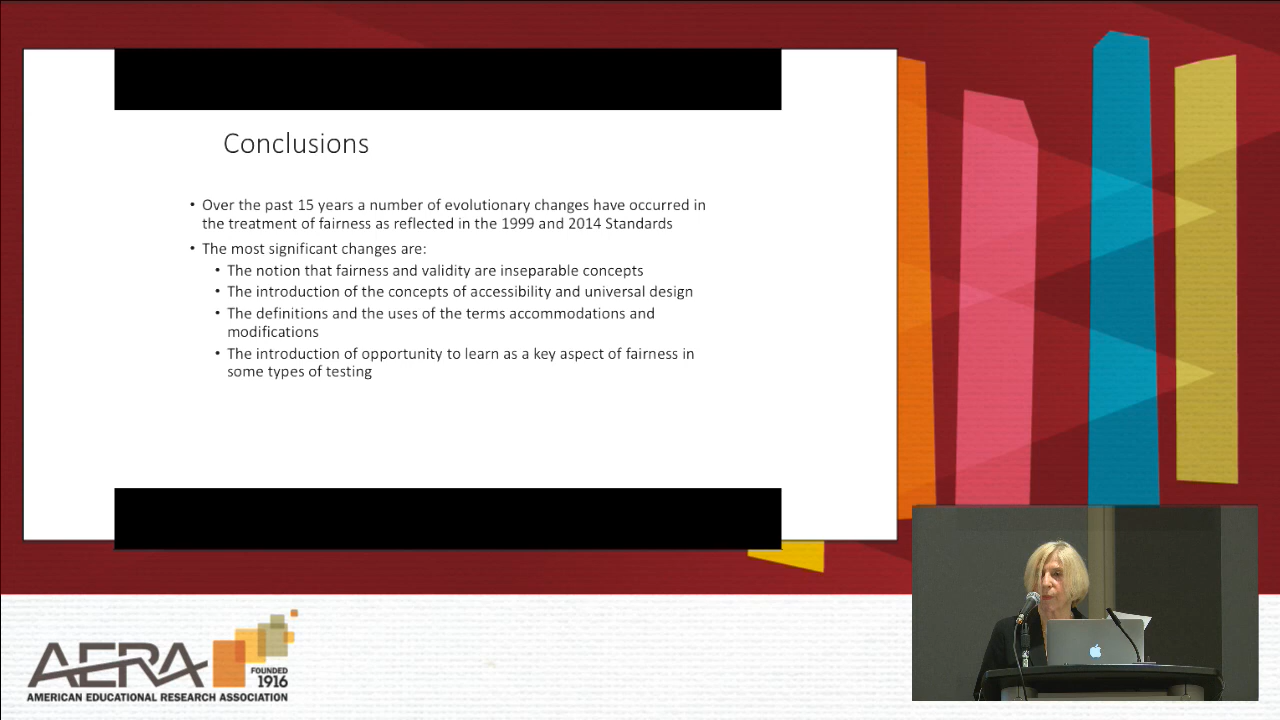 Conclusions
• Over the past 15 years a number of evolutionary changes have occurred in
the treatment of fairness as reflected in the 1999 and 2014 Standards
• The most significant changes are:
• The notion that fairness and validity are inseparable concepts
• The introduction of the concepts of accessibility and universal design
• The definitions and the uses of the terms accommodations and
modifications
• The introduction of opportunity to learn as a key aspect of fairness in
some types of testing
AERA
FOUNDED
1916
AMERICAN EDUCATIONAL RESEARCH ASSOCIATION